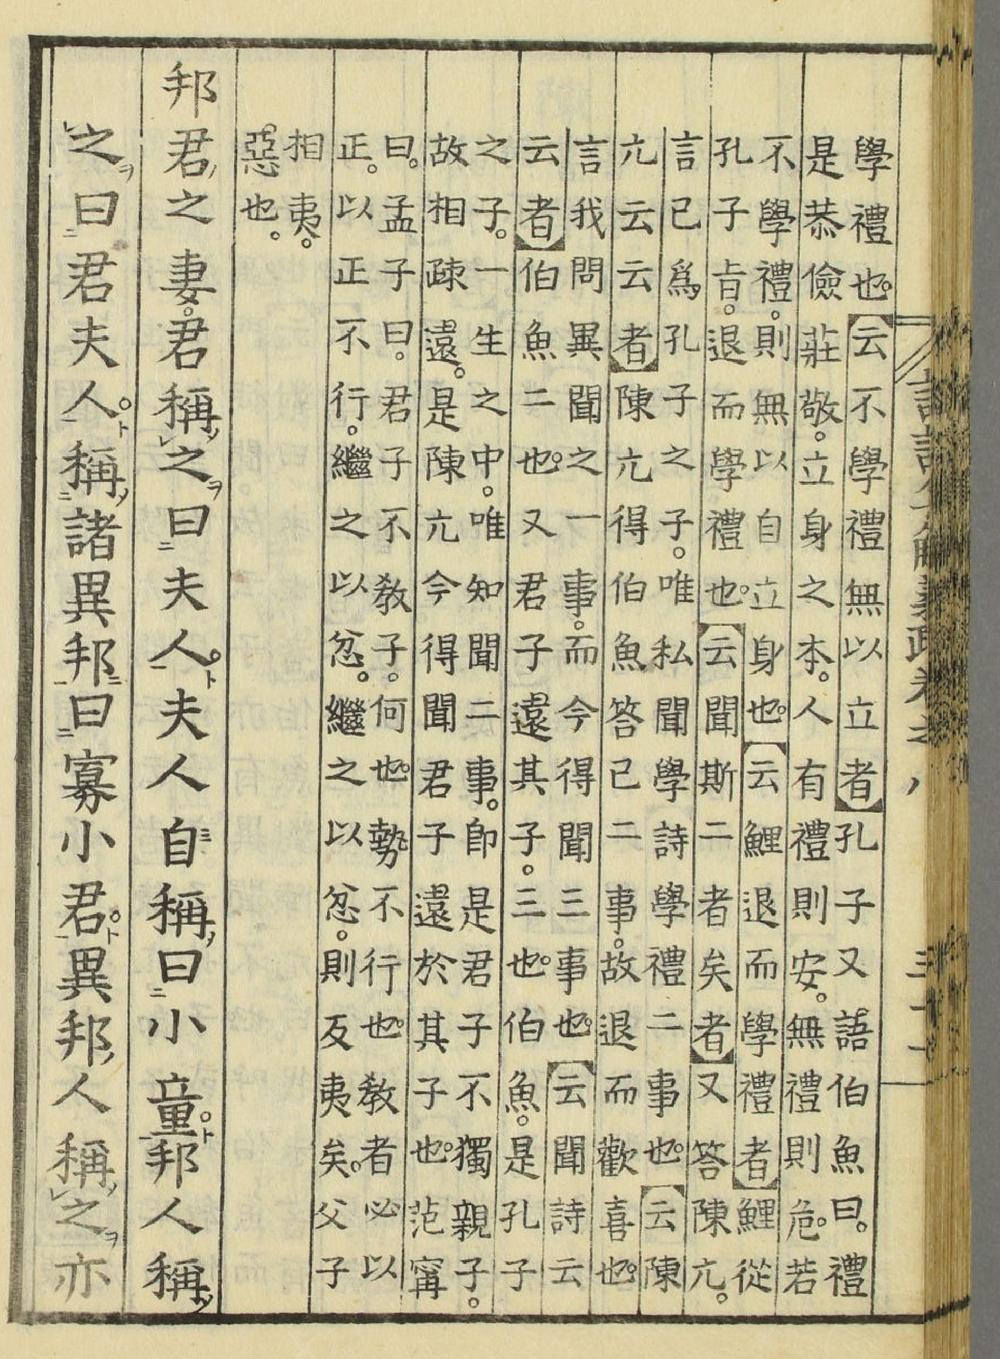 學禮也。云不學禮無以立者孔子又語伯魚曰。禮
是恭儉莊敬。立身之本。人有禮則安。無禮則危。若
不學禮。則無以自立身也。云鯉退而學禮者鯉從
孔子旨。退而學禮也。云聞斯二者矣者又答陳亢。
言已爲孔子之子。唯私聞學詩學禮二事也。云陳
亢云云者陳亢得伯魚答已二事。故退而歡喜也。
言我問異聞之一事。而今得聞三事也。云聞詩云
云者伯魚二也。又君子遠其子。三也。伯魚。是孔子
之子。一生之中。唯知聞二事。卽是君子不獨親子。
故相疎遠。是陳亢今得聞君子遠於其子也。范甯
曰。孟子曰。君子不敎子。何也。勢不行也。敎者必以
正。以正不行。繼之以忿。繼之以忿。則反夷矣。父子
相夷。
惡也。
邦君之妻。君稱之曰夫人。夫人自稱曰小童。邦人稱
之曰君夫人。稱諸異邦曰寡小君。異邦人稱之亦